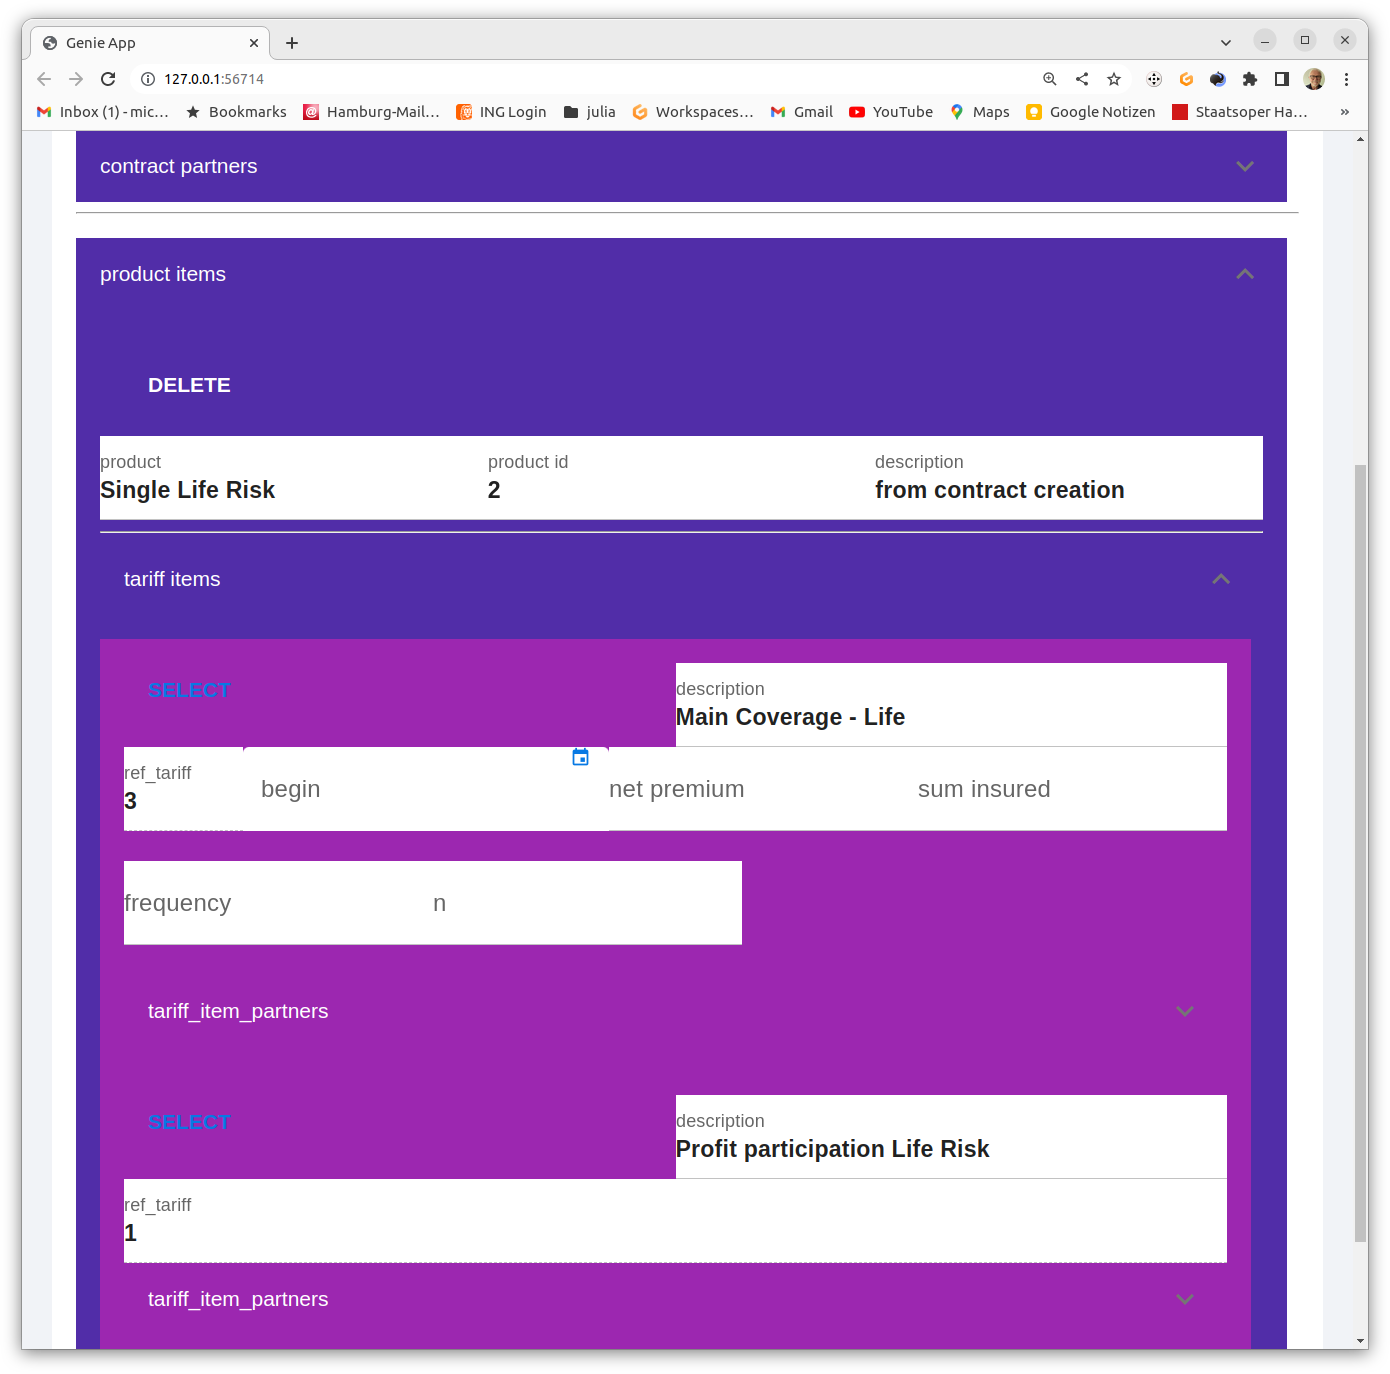 Genie App
127.0.0.1:56714
Inbox (1) - mic... Bookmarks Hamburg-Mail... ING Login julia Workspaces... Gmail YouTube Maps Google Notizen Staatsoper Ha... »
contract partners
product items
DELETE
product product id description
Single Life Risk 2 from contract creation
tariff items
SELECT
description
Main Coverage - Life
ref_tariff
3
begin net premium sum insured
frequency n
tariff_item_partners
SELECT
description
Profit participation Life Risk
ref_tariff
1
tariff_item_partners